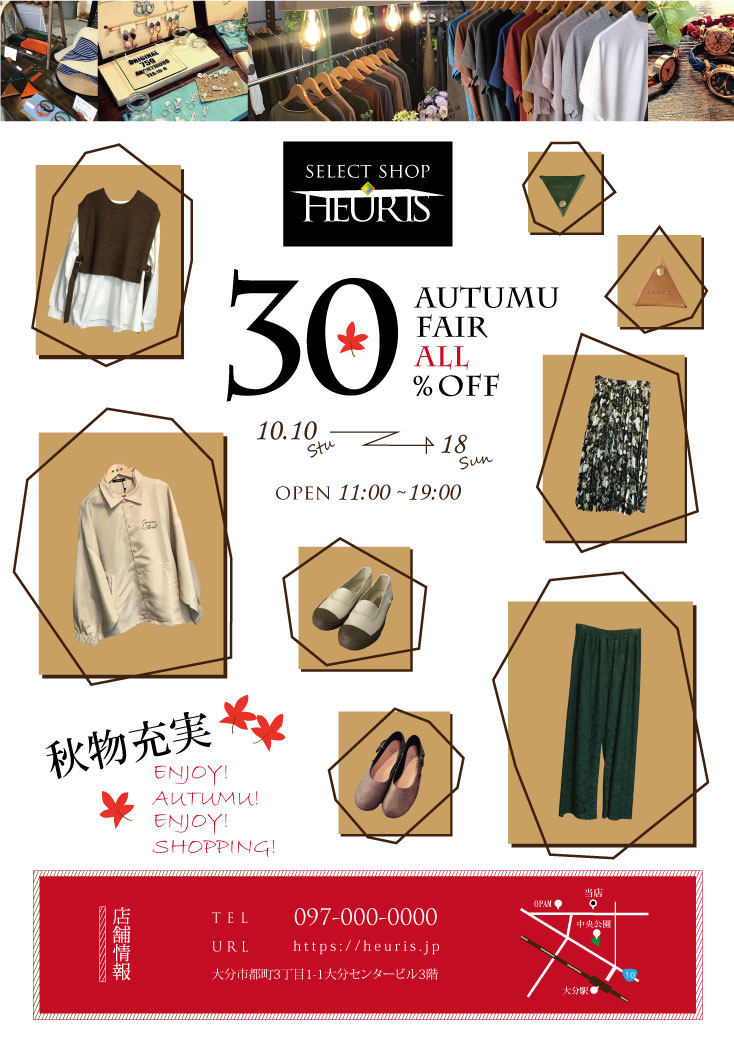 ORIGINAL
SELECT SHOP
HEURIS
30
AUTUMU
FAIR
ALL
%OFF
10.10 Stu
18 Sun
OPEN 11:00 ~19:00
秋物充実
ENJOY!
AUTUMU!
ENJOY!
SHOPPING!
店舗情報
TEL 097-000-0000
URL https://heuris.jp
大分市都町3丁目1-1大分センタービル3階
当店
OPAM
中央公園
10
大分駅